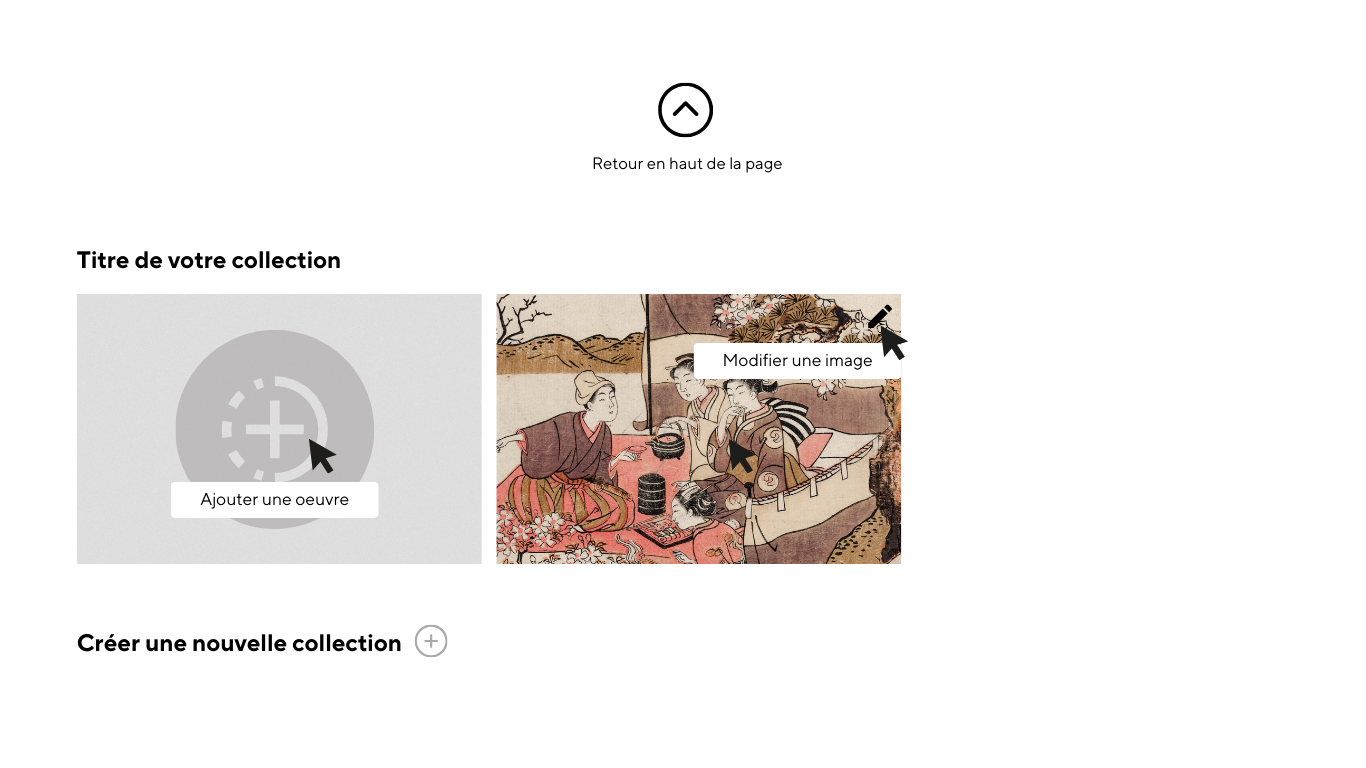 Retour en haut de la page
Titre de votre collection
Modifier une image
Ajouter une oeuvre
Créer une nouvelle collection